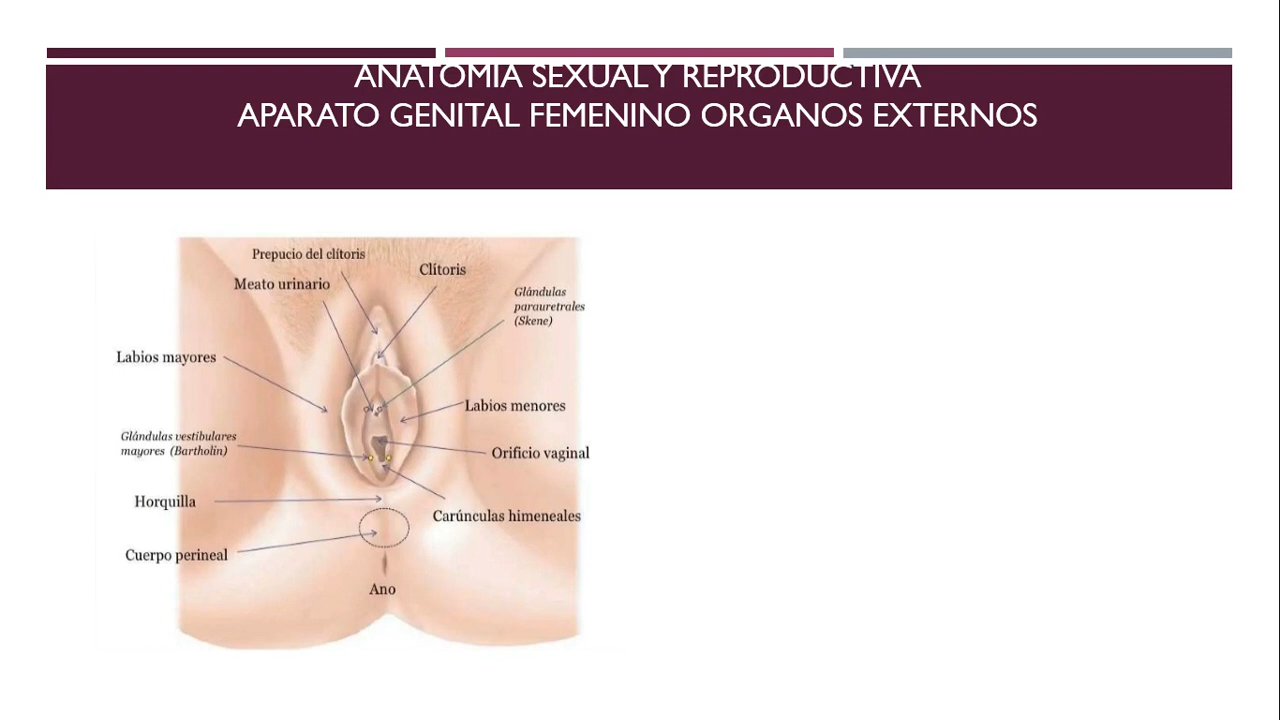 ANATOMIA SEXUAL Y REPRODUCTIVA
APARATO GENITAL FEMENINO ORGANOS EXTERNOS
Prepucio del clítoris
Clítoris
Meato urinario
Glándulas
parauretrales
(Skene)
Labios mayores
Labios menores
Glándulas vestibulares
mayores (Bartholin)
Orificio vaginal
Horquilla
Carúnculas himeneales
Cuerpo perineal
Ano